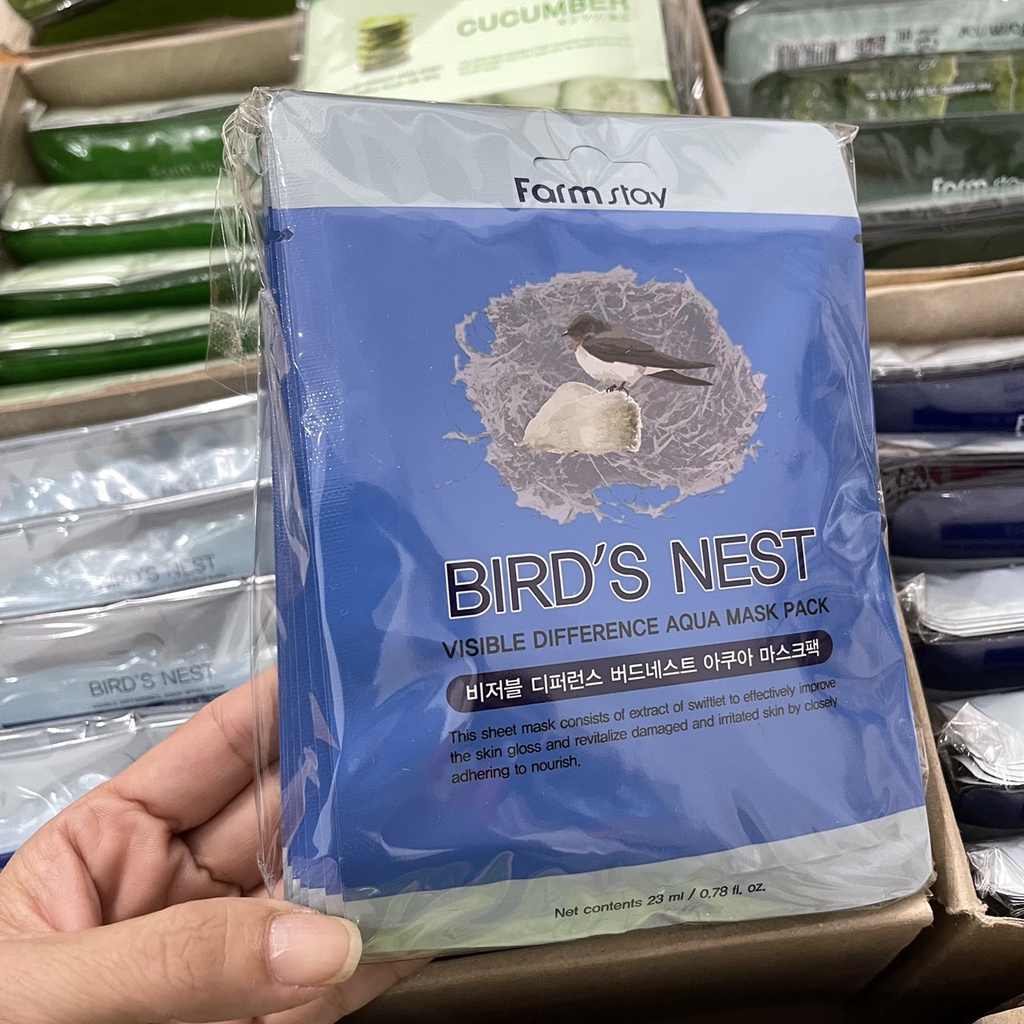 CUCUMBER
Farm stay
Farm stay
BIRD'S NEST
VISIBLE DIFFERENCE AQUA MASK PACK
비저블 디퍼런스 버드네스트 아쿠아 마스크팩
This sheet mask consists of extract of swiftlet to effectively improve
the skin gloss and revitalize damaged and irritated skin by closely
adhering to nourish.
Net contents 23 ml / 0.78 fl. oz.
BIRD'S NEST
BIRD'S NEST